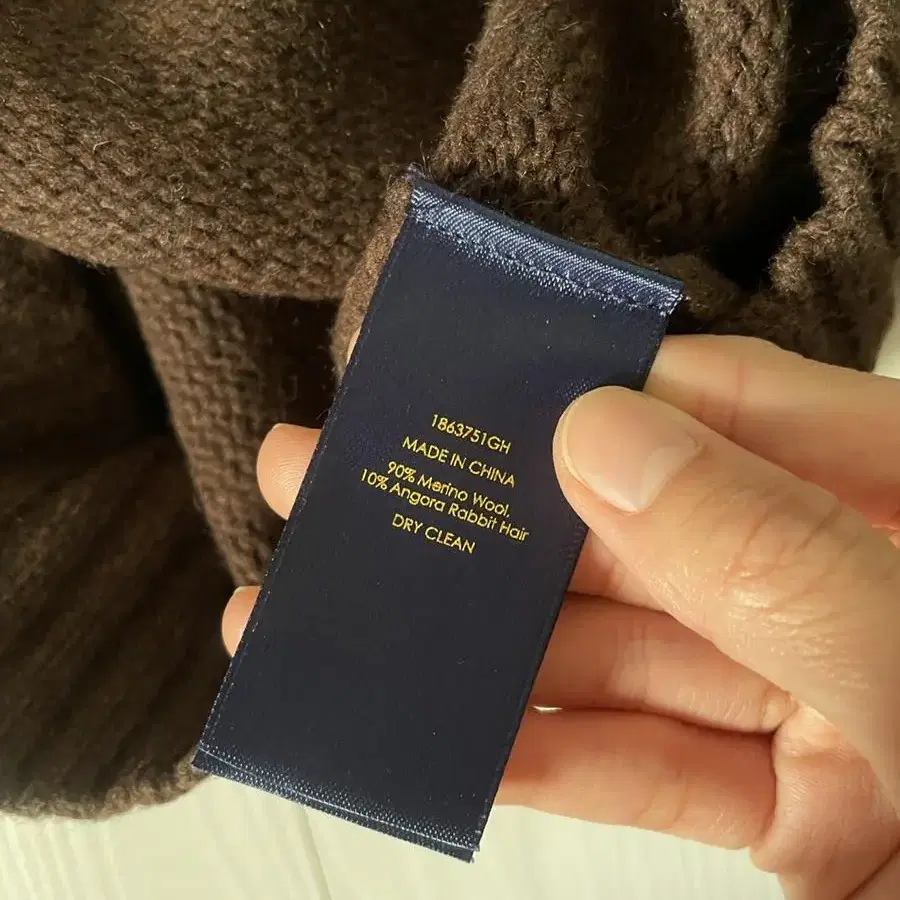 1863751GH
MADE IN CHINA
90% Merino Wool,
10% Angora Rabbit Hair
DRY CLEAN